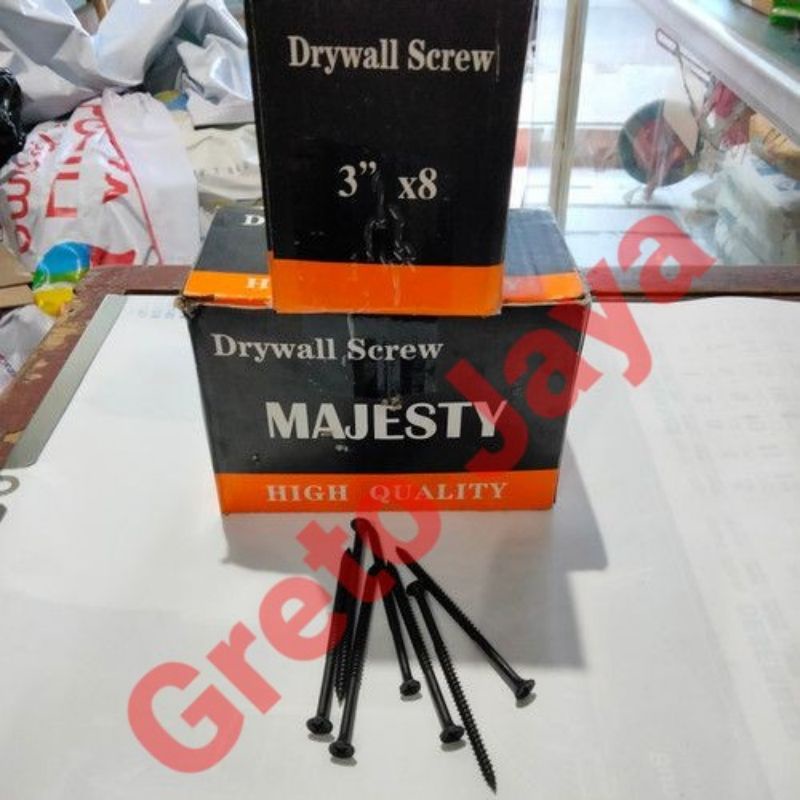 Drywall Screw
3” x8
D
H
Drywall Screw
MAJESTY
HIGH QUALITY
Greto Jaya